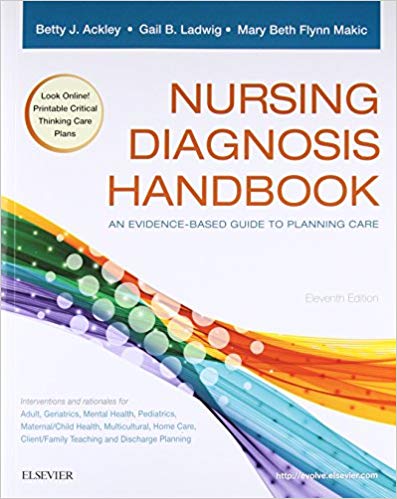 Betty J. Ackley • Gail B. Ladwig • Mary Beth Flynn Makic
Look Online!
Printable Critical
Thinking Care
Plans
NURSING
DIAGNOSIS
HANDBOOK
AN EVIDENCE-BASED GUIDE TO PLANNING CARE
Eleventh Edition
Interventions and rationales for
Adult, Geriatrics, Mental Health, Pediatrics,
Maternal/Child Health, Multicultural, Home Care,
Client/Family Teaching and Discharge Planning
ELSEVIER
http://evolve.elsevier.com